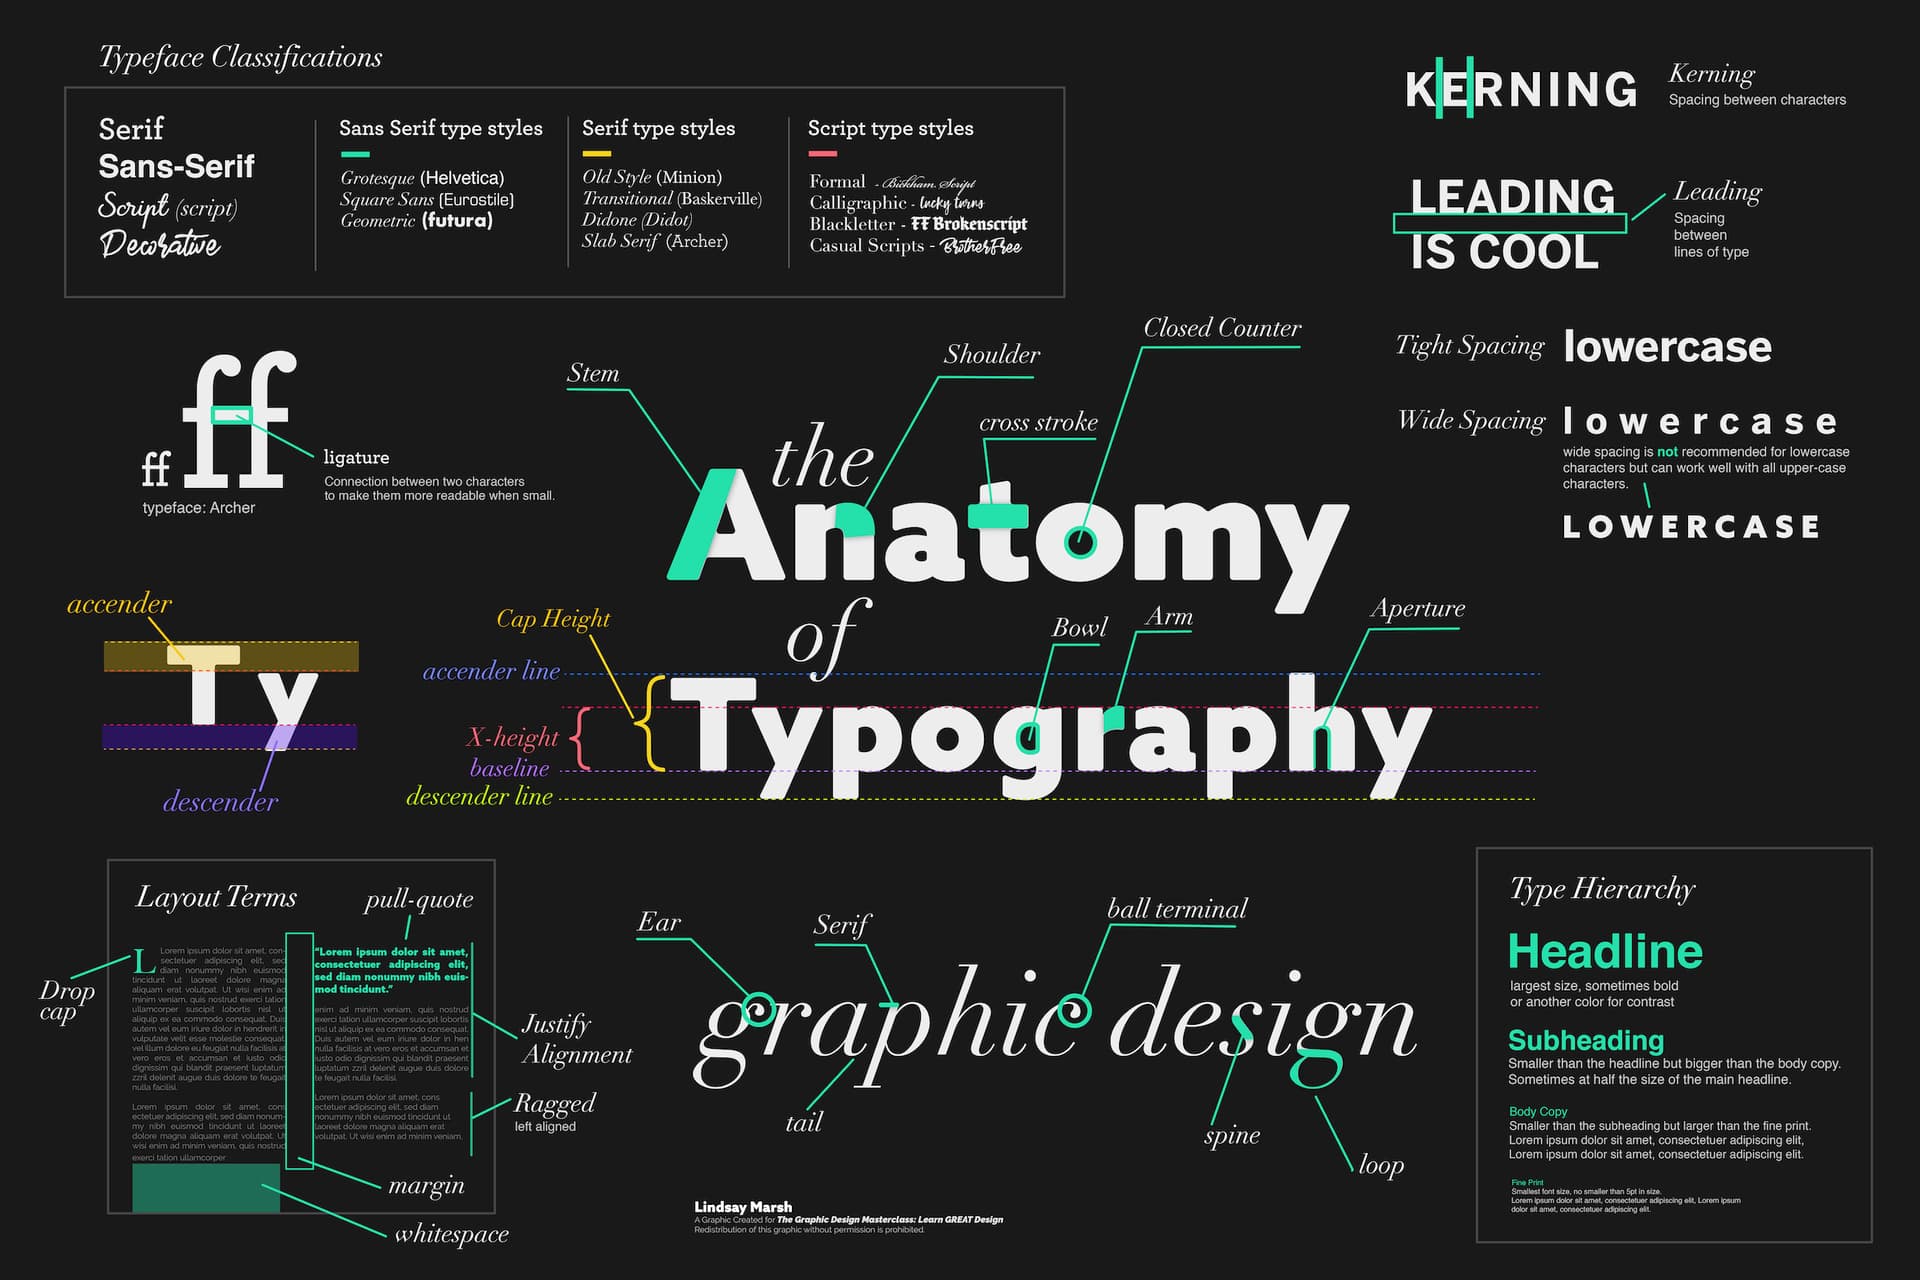 Typeface Classifications
Serif
Sans-Serif
Script (script)
Decorative
Sans Serif type styles
Grotesque (Helvetica)
Square Sans (Eurostile)
Geometric (futura)
Serif type styles
Old Style (Minion)
Transitional (Baskerville)
Didone (Didot)
Slab Serif (Archer)
Script type styles
Formal - Bickham Script
Calligraphic - lucky turns
Blackletter - FF Brokenscript
Casual Scripts - BrotherFree
KERNING
Kerning
Spacing between characters
LEADING
IS COOL
Leading
Spacing
between
lines of type
Tight Spacing lowercase
Wide Spacing lowercase
wide spacing is not recommended for lowercase
characters but can work well with all upper-case
characters.
LOWERCASE
ff
ff
typeface: Archer
ligature
Connection between two characters
to make them more readable when small.
Stem
Shoulder
Closed Counter
cross stroke
the
Anatomy
of
Typography
Cap Height
accender line
X-height
baseline
descender line
Bowl
Arm
Aperture
accender
Ty
descender
Layout Terms
pull-quote
Drop
cap
L
Lorem ipsum dolor sit amet, con-
sectetuer adipiscing elit, sed
diam nonummy nibh euismod
tincidunt ut laoreet dolore magna
aliquam erat volutpat. Ut wisi enim ad
minim veniam, quis nostrud exerci tation
ullamcorper suscipit lobortis nisl ut
aliquip ex ea commodo consequat. Duis
autem vel eum iriure dolor in hendrerit in
vulputate velit esse molestie consequat,
vel illum dolore eu feugiat nulla facilisis at
vero eros et accumsan et iusto odio
dignissim qui blandit praesent luptatum
zzril delenit augue duis dolore te feugait
nulla facilisi.
Lorem ipsum dolor sit amet, cons
ectetuer adipiscing elit, sed diam nonum-
my nibh euismod tincidunt ut laoreet
dolore magna aliquam erat volutpat. Ut
wisi enim ad minim veniam, quis nostrud
exerci tation ullamcorper
"Lorem ipsum dolor sit amet,
consectetuer adipiscing elit,
sed diam nonummy nibh euis-
mod tincidunt."
enim ad minim veniam, quis nostrud
exerci tation ullamcorper suscipit lobortis
nisl ut aliquip ex ea commodo consequat.
Duis autem vel eum iriure dolor in hen
nulla facilisis at vero eros et accumsan et
iusto odio dignissim qui blandit praesent
luptatum zzril delenit augue duis dolore
te feugait nulla facilisi.
Lorem ipsum dolor sit amet, cons
ectetuer adipiscing elit, sed diam
nonummy nibh euismod tincidunt ut
laoreet dolore magna aliquam erat
volutpat. Ut wisi enim ad minim veniam,
Justify
Alignment
Ragged
left aligned
margin
whitespace
Ear
Serif
ball terminal
graphic design
tail
spine
loop
Lindsay Marsh
A Graphic Created for The Graphic Design Masterclass: Learn GREAT Design
Redistribution of this graphic without permission is prohibited.
Type Hierarchy
Headline
largest size, sometimes bold
or another color for contrast
Subheading
Smaller than the headline but bigger than the body copy.
Sometimes at half the size of the main headline.
Body Copy
Smaller than the subheading but larger than the fine print.
Lorem ipsum dolor sit amet, consectetuer adipiscing elit,
Lorem ipsum dolor sit amet, consectetuer adipiscing elit.
Fine Print
Smallest font size, no smaller than 5pt in size.
Lorem ipsum dolor sit amet, consectetuer adipiscing elit, Lorem ipsum
dolor sit amet, consectetuer adipiscing elit.